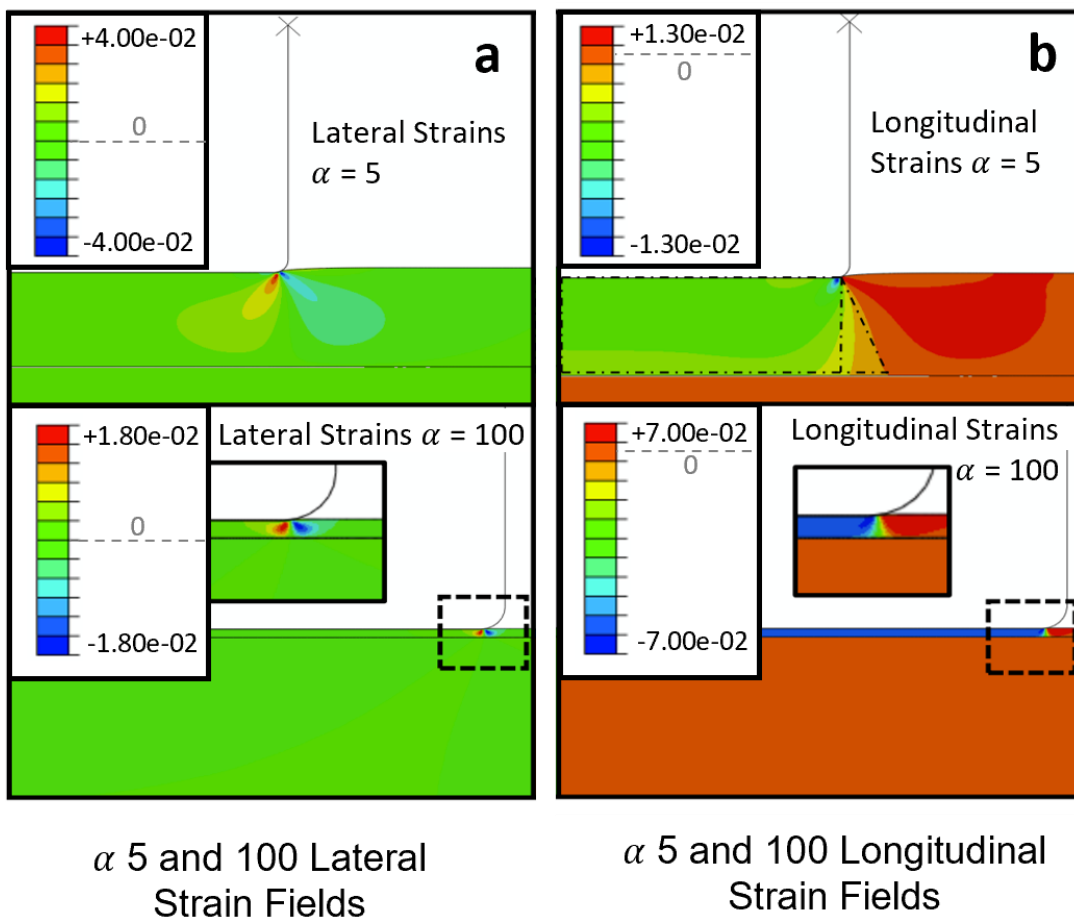 +4.00e-02
0
-4.00e-02
a
Lateral Strains
α = 5
+1.30e-02
0
-1.30e-02
b
Longitudinal
Strains α = 5
+1.80e-02
0
-1.80e-02
Lateral Strains α = 100
+7.00e-02
0
-7.00e-02
Longitudinal Strains
α = 100
α 5 and 100 Lateral
Strain Fields
α 5 and 100 Longitudinal
Strain Fields